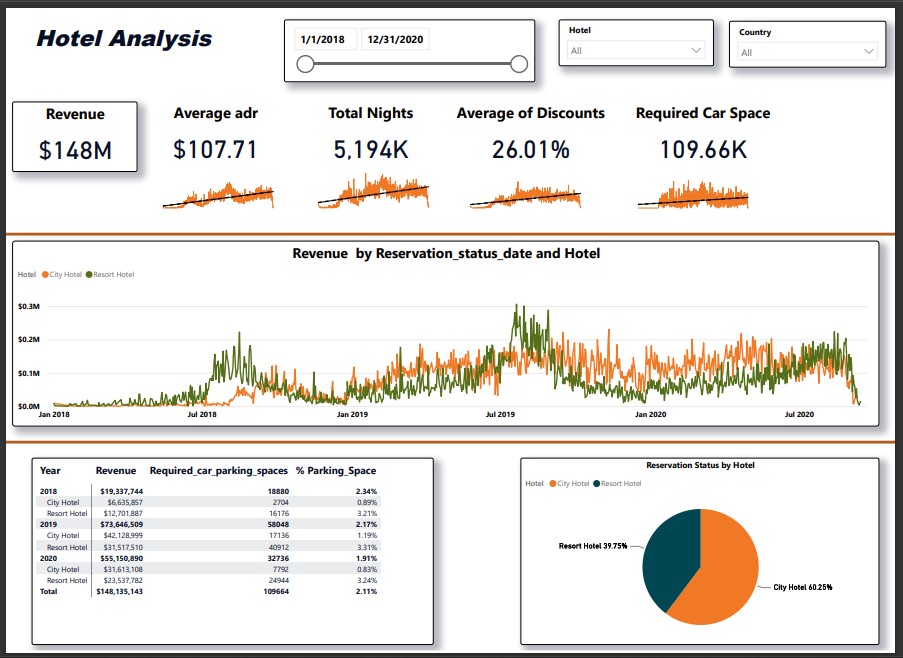 Hotel Analysis
1/1/2018 12/31/2020
Hotel
All
Country
All
Revenue
$148M
Average adr
$107.71
Total Nights
5,194K
Average of Discounts
26.01%
Required Car Space
109.66K
Revenue by Reservation_status_date and Hotel
Hotel City Hotel Resort Hotel
$0.3M
$0.2M
$0.1M
$0.0M
Jan 2018 Jul 2018 Jan 2019 Jul 2019 Jan 2020 Jul 2020
Year Revenue Required_car_parking_spaces % Parking_Space
2018 $19,337,744 18880 2.34%
City Hotel $6,635,857 2704 0.89%
Resort Hotel $12,701,887 16176 3.21%
2019 $73,646,509 58048 2.17%
City Hotel $42,128,999 17136 1.19%
Resort Hotel $31,517,510 40912 3.31%
2020 $55,150,890 32736 1.91%
City Hotel $31,613,108 7792 0.83%
Resort Hotel $23,537,782 24944 3.24%
Total $148,135,143 109664 2.11%
Reservation Status by Hotel
Hotel City Hotel Resort Hotel
Resort Hotel 39.75%
City Hotel 60.25%